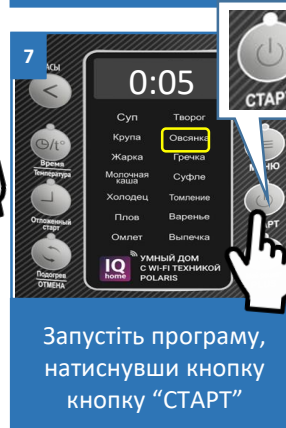 7
ЧАСЫ
0:05
СТАРТ
Суп Творог
Крупа Овсянка
Жарка Гречка
Молочная каша Суфле
Холодец Томление
Плов Варенье
Омлет Выпечка
/t°
Время
Температура
Отложенный
старт
Подогрев
ОТМЕНА
МЕНЮ
IQ
home
УМНЫЙ ДОМ
С WI-FI ТЕХНИКОЙ
POLARIS
Запустіть програму,
натиснувши кнопку
кнопку “СТАРТ”